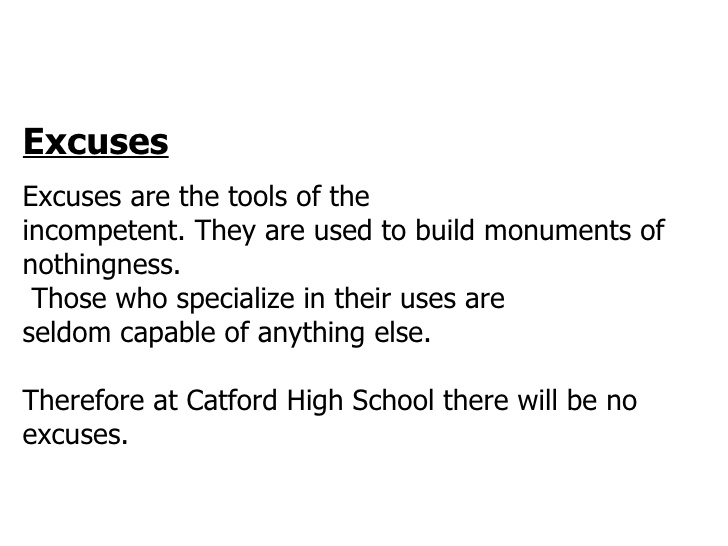 Excuses
Excuses are the tools of the
incompetent. They are used to build monuments of
nothingness.
Those who specialize in their uses are
seldom capable of anything else.
Therefore at Catford High School there will be no
excuses.